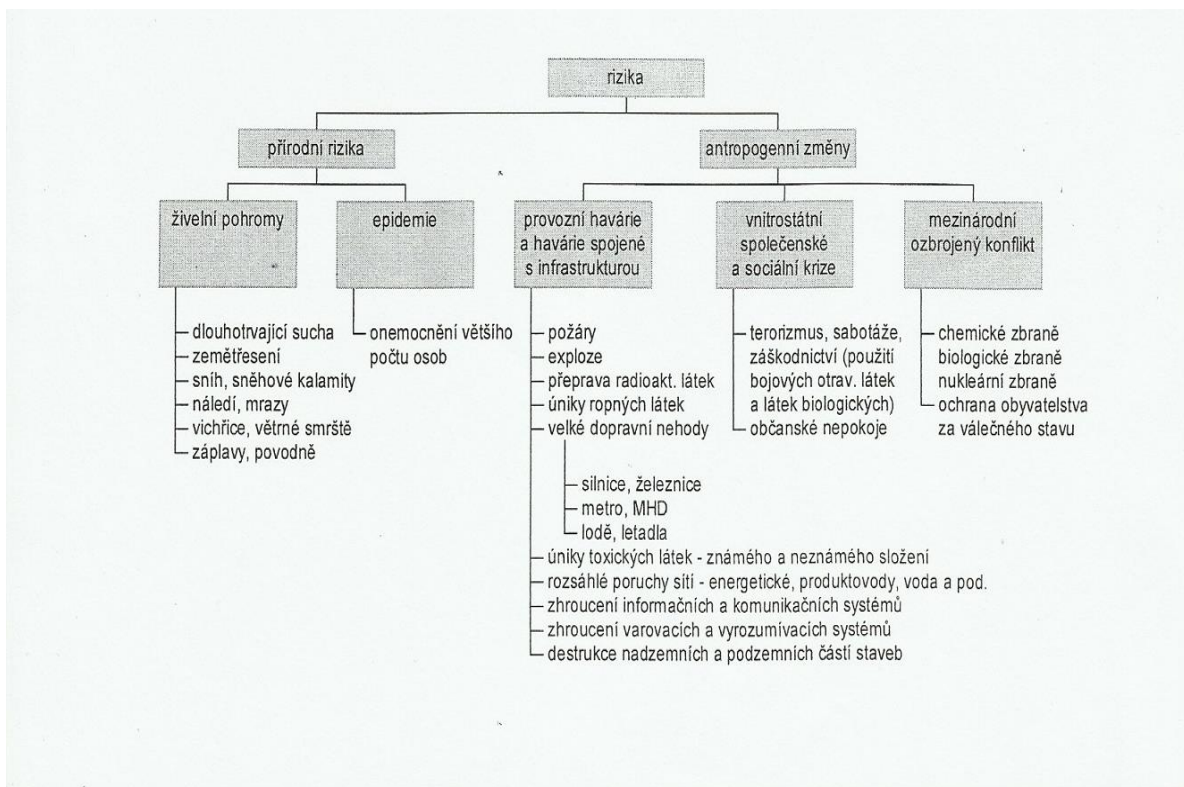 rizika
přírodní rizika
antropogenní změny
živelní pohromy
epidemie
provozní havárie
a havárie spojené
s infrastrukturou
vnitrostátní
společenské
a sociální krize
mezinárodní
ozbrojený konflikt
dlouhotrvající sucha
zemětřesení
sníh, sněhové kalamity
náledí, mrazy
vichřice, větrné smrště
záplavy, povodně
onemocnění většího
počtu osob
požáry
exploze
přeprava radioakt. látek
úniky ropných látek
velké dopravní nehody
silnice, železnice
metro, MHD
lodě, letadla
úniky toxických látek - známého a neznámého složení
rozsáhlé poruchy sítí - energetické, produktovody, voda a pod.
zhroucení informačních a komunikačních systémů
zhroucení varovacích a vyrozumívacích systémů
destrukce nadzemních a podzemních částí staveb
terorizmus, sabotáže,
záškodnictví (použití
bojových otrav. látek
a látek biologických)
občanské nepokoje
chemické zbraně
biologické zbraně
nukleární zbraně
ochrana obyvatelstva
za válečného stavu